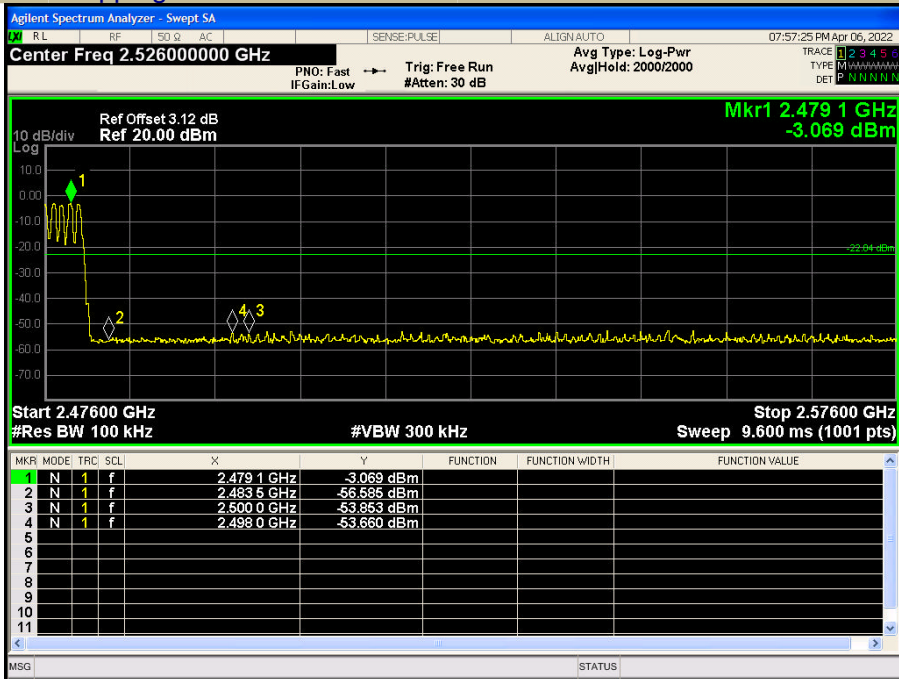 Agilent Spectrum Analyzer - Swept SA
LXI RL RF 50 Ω AC SENSE:PULSE ALIGN AUTO 07:57:25 PM Apr 06, 2022
Center Freq 2.526000000 GHz
PNO: Fast
IFGain:Low
Trig: Free Run
#Atten: 30 dB
Avg Type: Log-Pwr
Avg|Hold: 2000/2000
TRACE 1 2 3 4 5 6
TYPE M
DET P N N N N N
Mkr1 2.479 1 GHz
-3.069 dBm
Ref Offset 3.12 dB
10 dB/div Ref 20.00 dBm
Log
10.0
0.00
-10.0
-20.0
-30.0
-40.0
-50.0
-60.0
-70.0
1
2
4 3
-22.94 dBm
Start 2.47600 GHz Stop 2.57600 GHz
#Res BW 100 kHz #VBW 300 kHz Sweep 9.600 ms (1001 pts)
MKR MODE TRC SCL X Y FUNCTION FUNCTION WIDTH FUNCTION VALUE
1 N 1 f 2.479 1 GHz -3.069 dBm
2 N 1 f 2.483 5 GHz -56.585 dBm
3 N 1 f 2.500 0 GHz -53.853 dBm
4 N 1 f 2.498 0 GHz -53.660 dBm
5
6
7
8
9
10
11
MSG STATUS